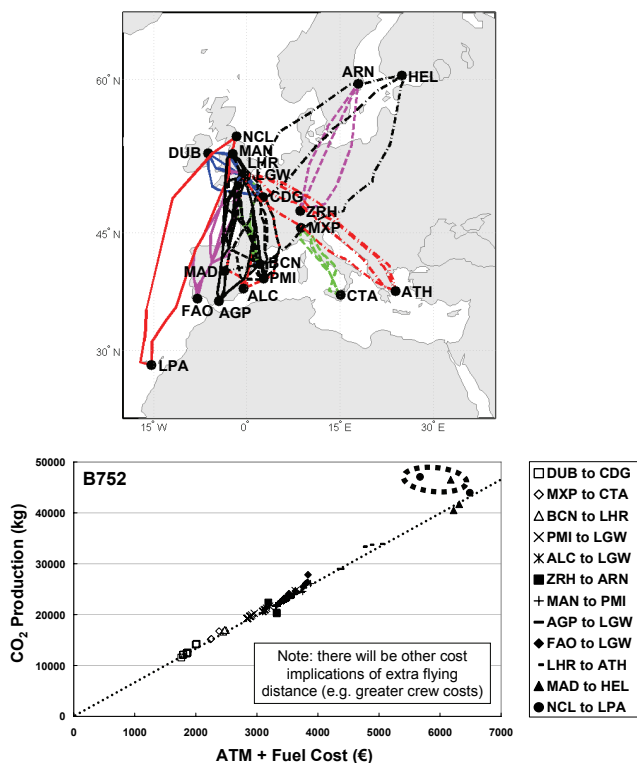 ARN
HEL
60° N
NCL
DUB
MAN
LHR
LGW
CDG
ZRH
MXP
45° N
BCN
MAD
PMI
ALC
CTA
ATH
FAO
AGP
30° N
LPA
15° W
0°
15° E
30° E
B752
50000
40000
30000
20000
10000
0
CO₂ Production (kg)
Note: there will be other cost
implications of extra flying
distance (e.g. greater crew costs)
0
1000
2000
3000
4000
5000
6000
7000
ATM + Fuel Cost (€)
DUB to CDG
MXP to CTA
BCN to LHR
PMI to LGW
ALC to LGW
ZRH to ARN
MAN to PMI
AGP to LGW
FAO to LGW
LHR to ATH
MAD to HEL
NCL to LPA